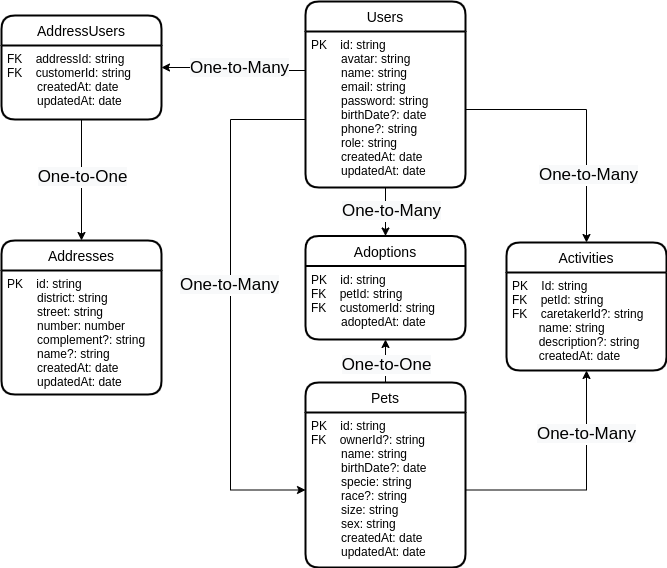 AddressUsers
FK addressId: string
FK customerId: string
createdAt: date
updatedAt: date
One-to-Many
Users
PK id: string
avatar: string
name: string
email: string
password: string
birthDate?: date
phone?: string
role: string
createdAt: date
updatedAt: date
One-to-One
One-to-Many
One-to-Many
Addresses
PK id: string
district: string
street: string
number: number
complement?: string
name?: string
createdAt: date
updatedAt: date
One-to-Many
Adoptions
PK id: string
FK petId: string
FK customerId: string
adoptedAt: date
Activities
PK Id: string
FK petId: string
FK caretakerId?: string
name: string
description?: string
createdAt: date
One-to-One
Pets
PK id: string
FK ownerId?: string
name: string
birthDate?: date
specie: string
race?: string
size: string
sex: string
createdAt: date
updatedAt: date
One-to-Many